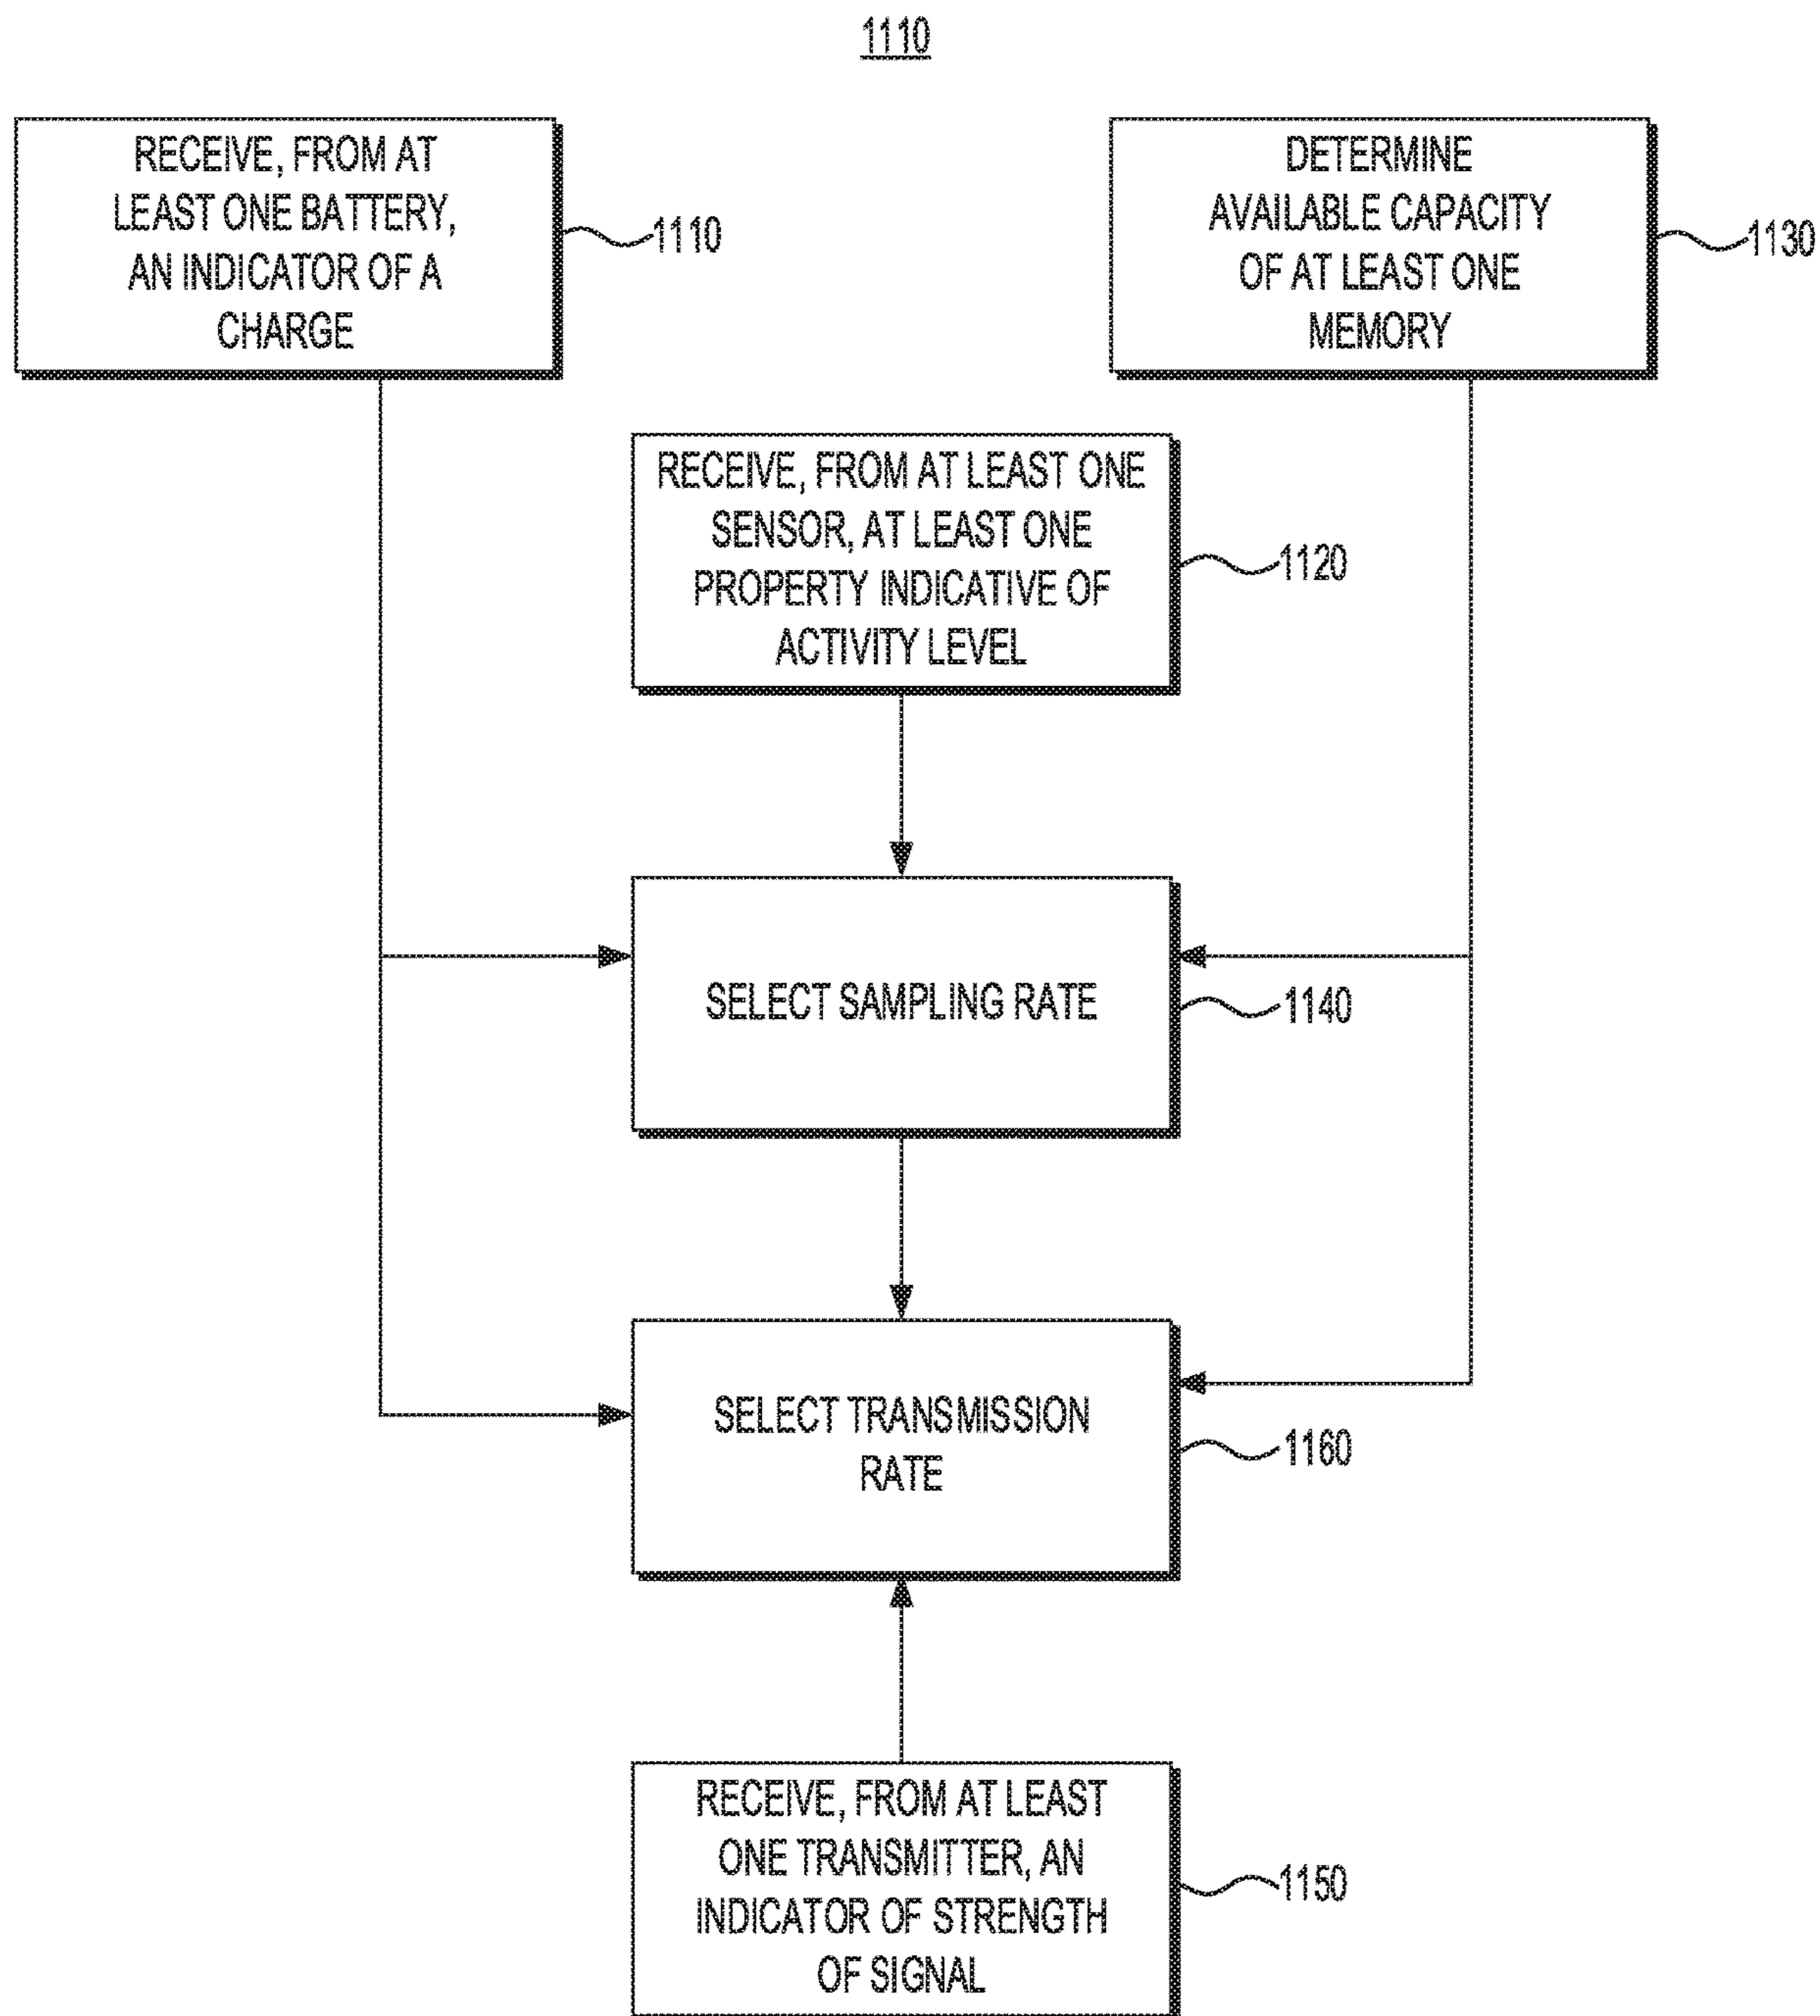 1110
RECEIVE, FROM AT
LEAST ONE BATTERY,
AN INDICATOR OF A
CHARGE
1110
DETERMINE
AVAILABLE CAPACITY
OF AT LEAST ONE
MEMORY
1130
RECEIVE, FROM AT LEAST ONE
SENSOR, AT LEAST ONE
PROPERTY INDICATIVE OF
ACTIVITY LEVEL
1120
SELECT SAMPLING RATE
1140
SELECT TRANSMISSION
RATE
1160
RECEIVE, FROM AT LEAST
ONE TRANSMITTER, AN
INDICATOR OF STRENGTH
OF SIGNAL
1150